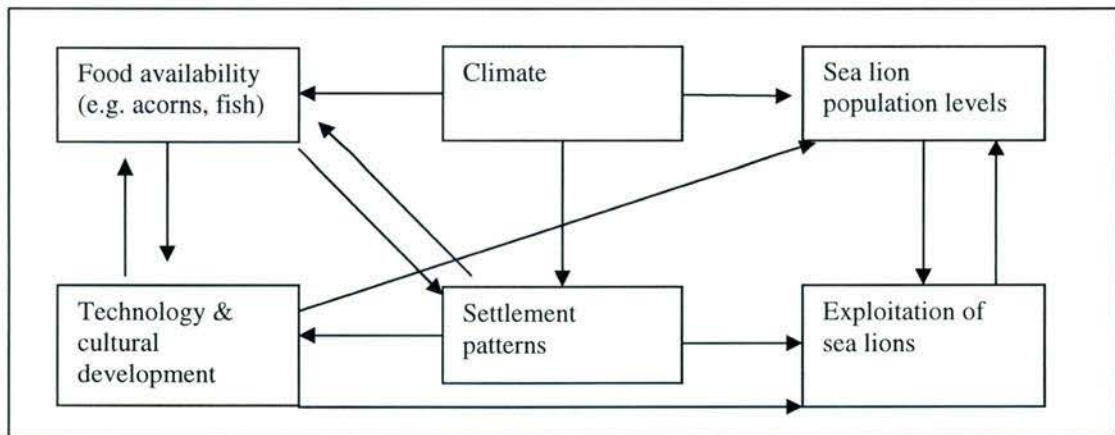 Food availability
(e.g. acorns, fish)
Climate
Sea lion
population levels
Technology &
cultural
development
Settlement
patterns
Exploitation of
sea lions